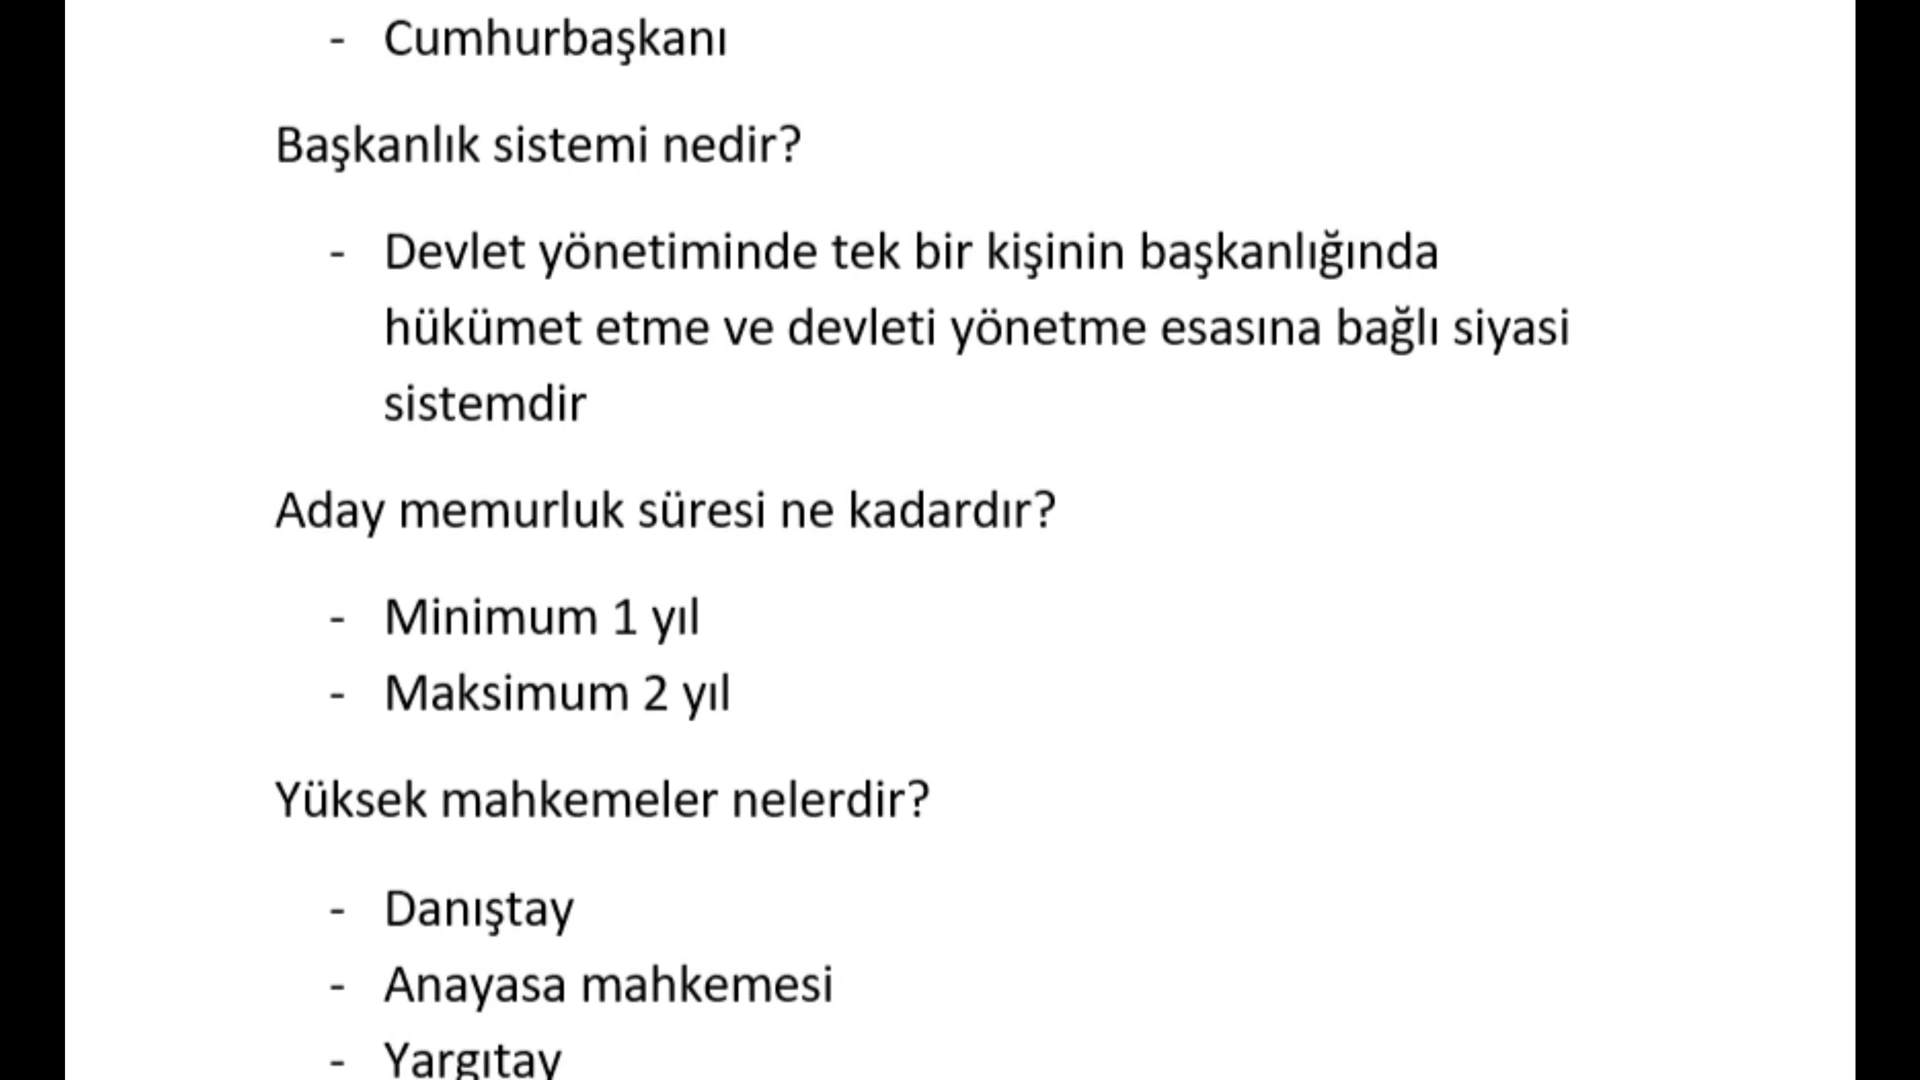 - Cumhurbaşkanı
Başkanlık sistemi nedir?
- Devlet yönetiminde tek bir kişinin başkanlığında
hükümet etme ve devleti yönetme esasına bağlı siyasi
sistemdir
Aday memurluk süresi ne kadardır?
- Minimum 1 yıl
- Maksimum 2 yıl
Yüksek mahkemeler nelerdir?
- Danıştay
- Anayasa mahkemesi
- Yargıtay